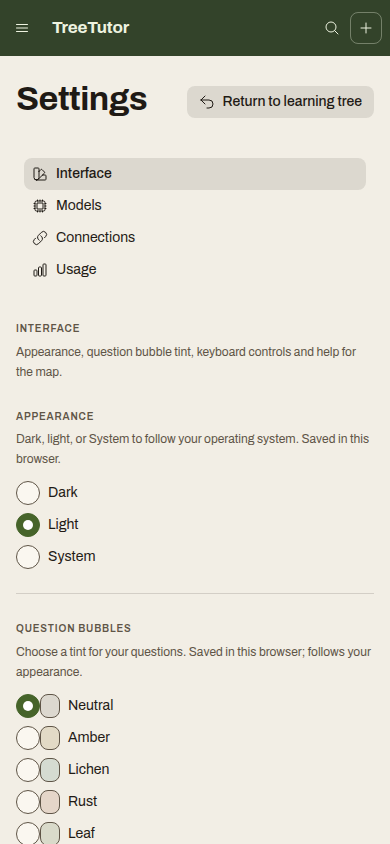 TreeTutor
Settings
Return to learning tree
Interface
Models
Connections
Usage
INTERFACE
Appearance, question bubble tint, keyboard controls and help for
the map.
APPEARANCE
Dark, light, or System to follow your operating system. Saved in this
browser.
Dark
Light
System
QUESTION BUBBLES
Choose a tint for your questions. Saved in this browser; follows your
appearance.
Neutral
Amber
Lichen
Rust
Leaf